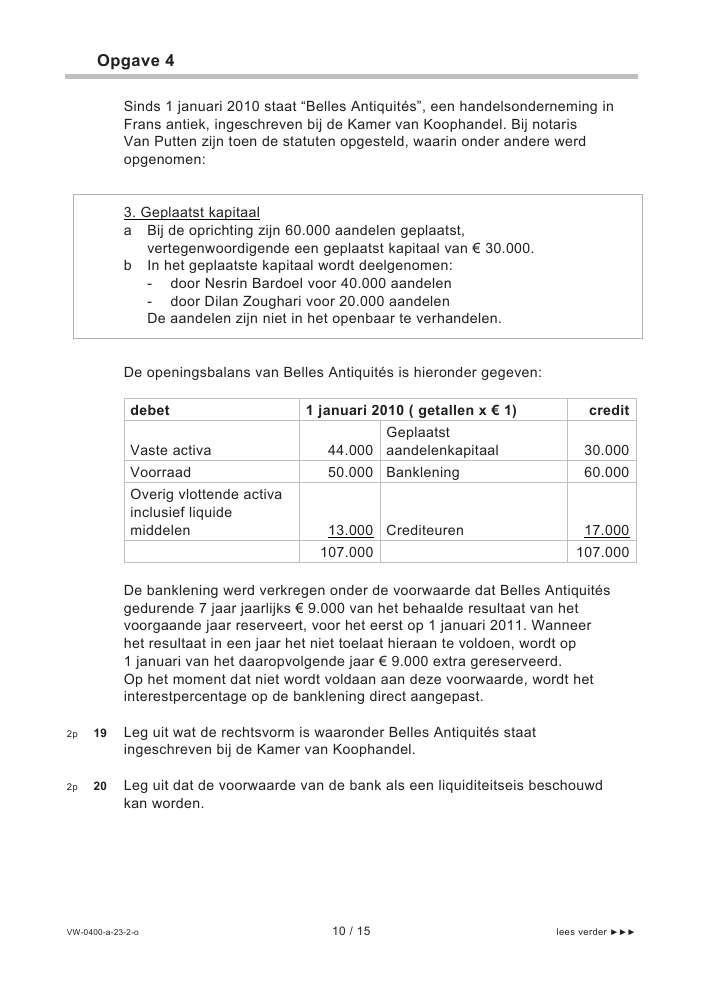 Opgave 4
Sinds 1 januari 2010 staat “Belles Antiquités”, een handelsonderneming in
Frans antiek, ingeschreven bij de Kamer van Koophandel. Bij notaris
Van Putten zijn toen de statuten opgesteld, waarin onder andere werd
opgenomen:
3. Geplaatst kapitaal
a Bij de oprichting zijn 60.000 aandelen geplaatst,
vertegenwoordigende een geplaatst kapitaal van € 30.000.
b In het geplaatste kapitaal wordt deelgenomen:
- door Nesrin Bardoel voor 40.000 aandelen
- door Dilan Zoughari voor 20.000 aandelen
De aandelen zijn niet in het openbaar te verhandelen.
De openingsbalans van Belles Antiquités is hieronder gegeven:
debet 1 januari 2010 ( getallen x € 1) credit
Geplaatst
Vaste activa 44.000 aandelenkapitaal 30.000
Voorraad 50.000 Banklening 60.000
Overig vlottende activa
inclusief liquide
middelen 13.000 Crediteuren 17.000
107.000 107.000
De banklening werd verkregen onder de voorwaarde dat Belles Antiquités
gedurende 7 jaar jaarlijks € 9.000 van het behaalde resultaat van het
voorgaande jaar reserveert, voor het eerst op 1 januari 2011. Wanneer
het resultaat in een jaar het niet toelaat hieraan te voldoen, wordt op
1 januari van het daaropvolgende jaar € 9.000 extra gereserveerd.
Op het moment dat niet wordt voldaan aan deze voorwaarde, wordt het
interestpercentage op de banklening direct aangepast.
2p 19 Leg uit wat de rechtsvorm is waaronder Belles Antiquités staat
ingeschreven bij de Kamer van Koophandel.
2p 20 Leg uit dat de voorwaarde van de bank als een liquiditeitseis beschouwd
kan worden.
VW-0400-a-23-2-o 10 / 15 lees verder ►►►